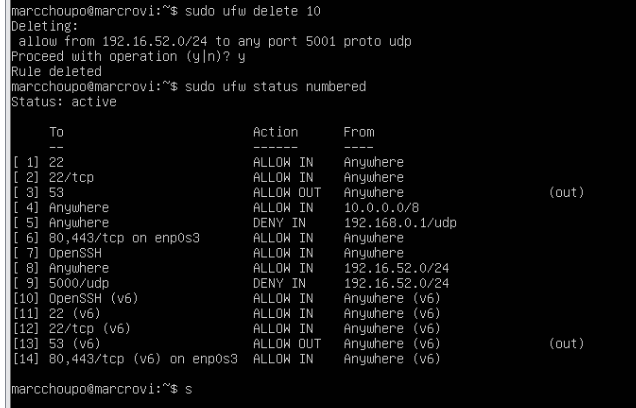 marcchoupo@marcrovi:~$ sudo ufw delete 10
Deleting:
 allow from 192.16.52.0/24 to any port 5001 proto udp
Proceed with operation (y|n)? y
Rule deleted
marcchoupo@marcrovi:~$ sudo ufw status numbered
Status: active

     To                         Action      From
     --                         ------      ----
[ 1] 22                         ALLOW IN    Anywhere
[ 2] 22/tcp                     ALLOW IN    Anywhere
[ 3] 53                         ALLOW OUT   Anywhere                   (out)
[ 4] Anywhere                   ALLOW IN    10.0.0.0/8
[ 5] Anywhere                   DENY IN     192.168.0.1/udp
[ 6] 80,443/tcp on enp0s3       ALLOW IN    Anywhere
[ 7] OpenSSH                    ALLOW IN    Anywhere
[ 8] Anywhere                   ALLOW IN    192.16.52.0/24
[ 9] 5000/udp                   DENY IN     192.16.52.0/24
[10] OpenSSH (v6)               ALLOW IN    Anywhere (v6)
[11] 22 (v6)                    ALLOW IN    Anywhere (v6)
[12] 22/tcp (v6)                ALLOW IN    Anywhere (v6)
[13] 53 (v6)                    ALLOW OUT   Anywhere (v6)              (out)
[14] 80,443/tcp (v6) on enp0s3  ALLOW IN    Anywhere (v6)

marcchoupo@marcrovi:~$ s